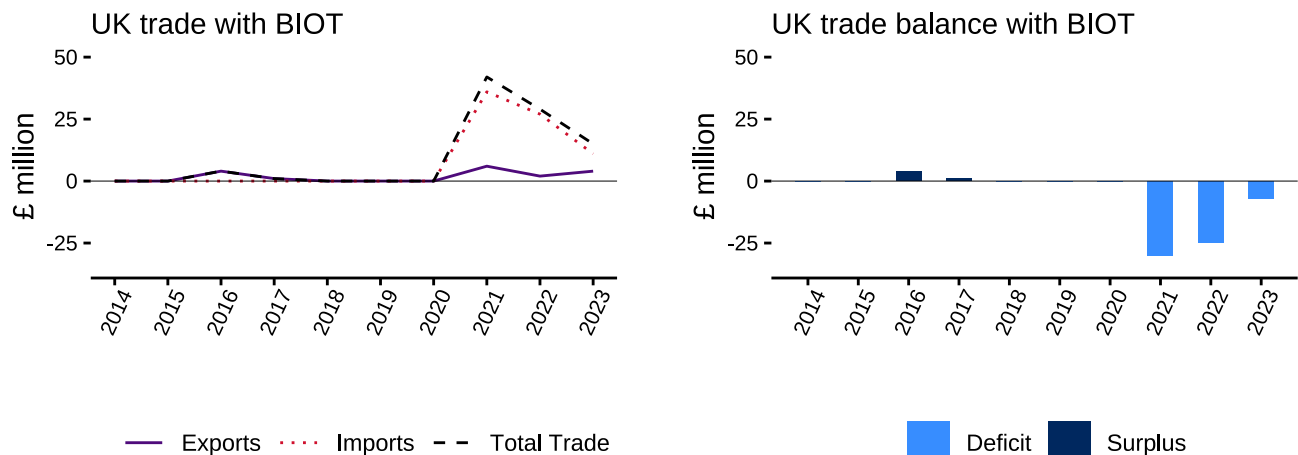 UK trade with BIOT
£ million
50
25
0
-25
2014 2015 2016 2017 2018 2019 2020 2021 2022 2023
Exports Imports Total Trade
UK trade balance with BIOT
£ million
50
25
0
-25
2014 2015 2016 2017 2018 2019 2020 2021 2022 2023
Deficit Surplus